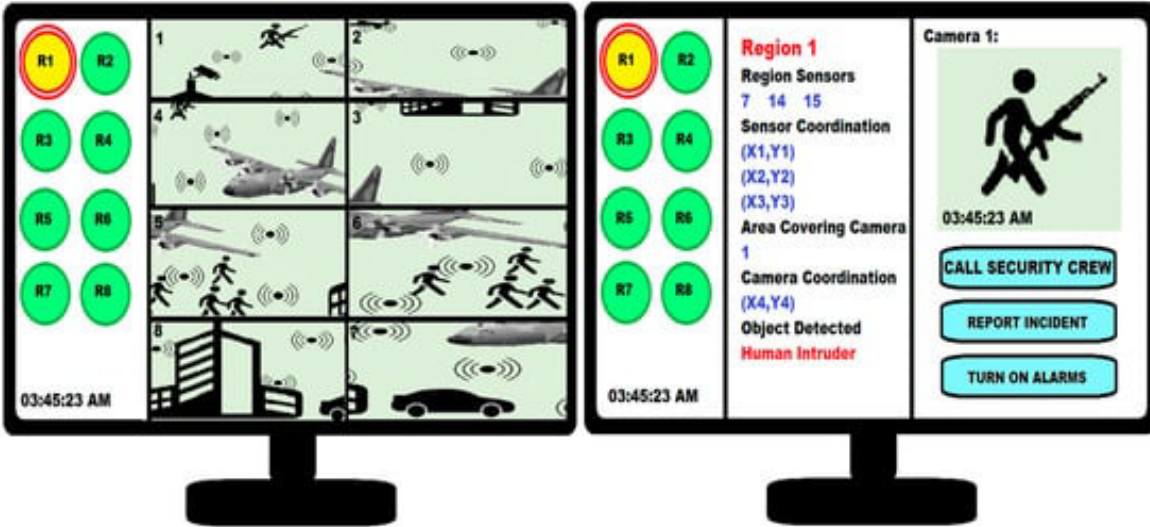 R1 R2
R3 R4
R5 R6
R7 R8
03:45:23 AM
1 2
4 3
5 6
8 7
R1 R2
R3 R4
R5 R6
R7 R8
03:45:23 AM
Region 1
Region Sensors
7 14 15
Sensor Coordination
(X1,Y1)
(X2,Y2)
(X3,Y3)
Area Covering Camera
1
Camera Coordination
(X4,Y4)
Object Detected
Human Intruder
Camera 1:
03:45:23 AM
CALL SECURITY CREW
REPORT INCIDENT
TURN ON ALARMS